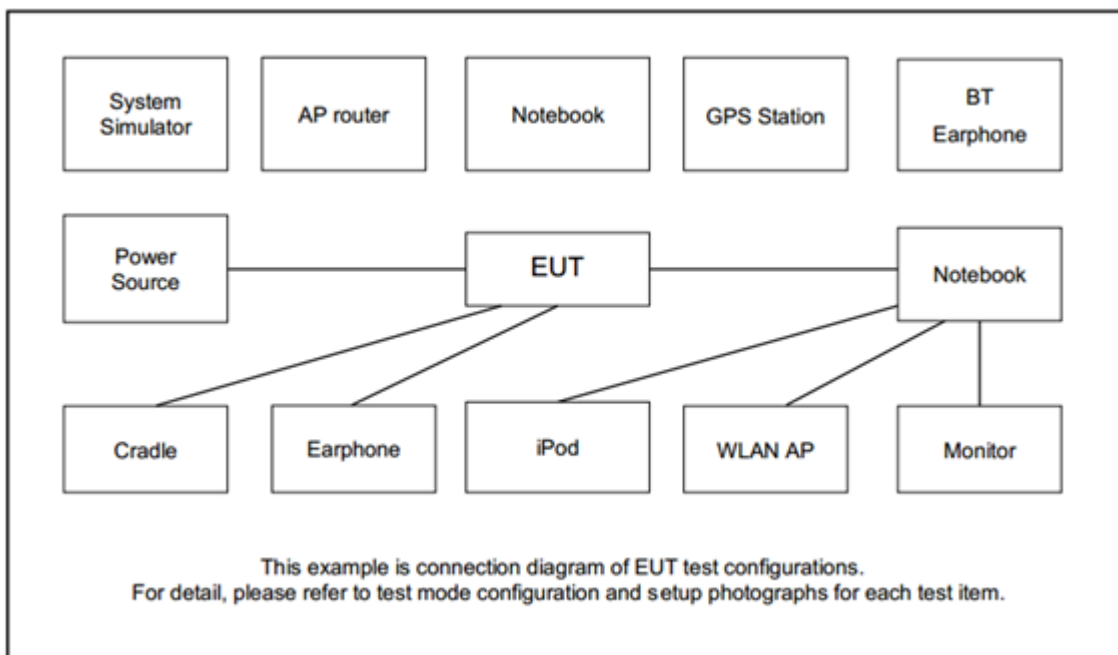 System
Simulator
AP router
Notebook
GPS Station
BT
Earphone
Power
Source
EUT
Notebook
Cradle
Earphone
iPod
WLAN AP
Monitor
This example is connection diagram of EUT test configurations.
For detail, please refer to test mode configuration and setup photographs for each test item.